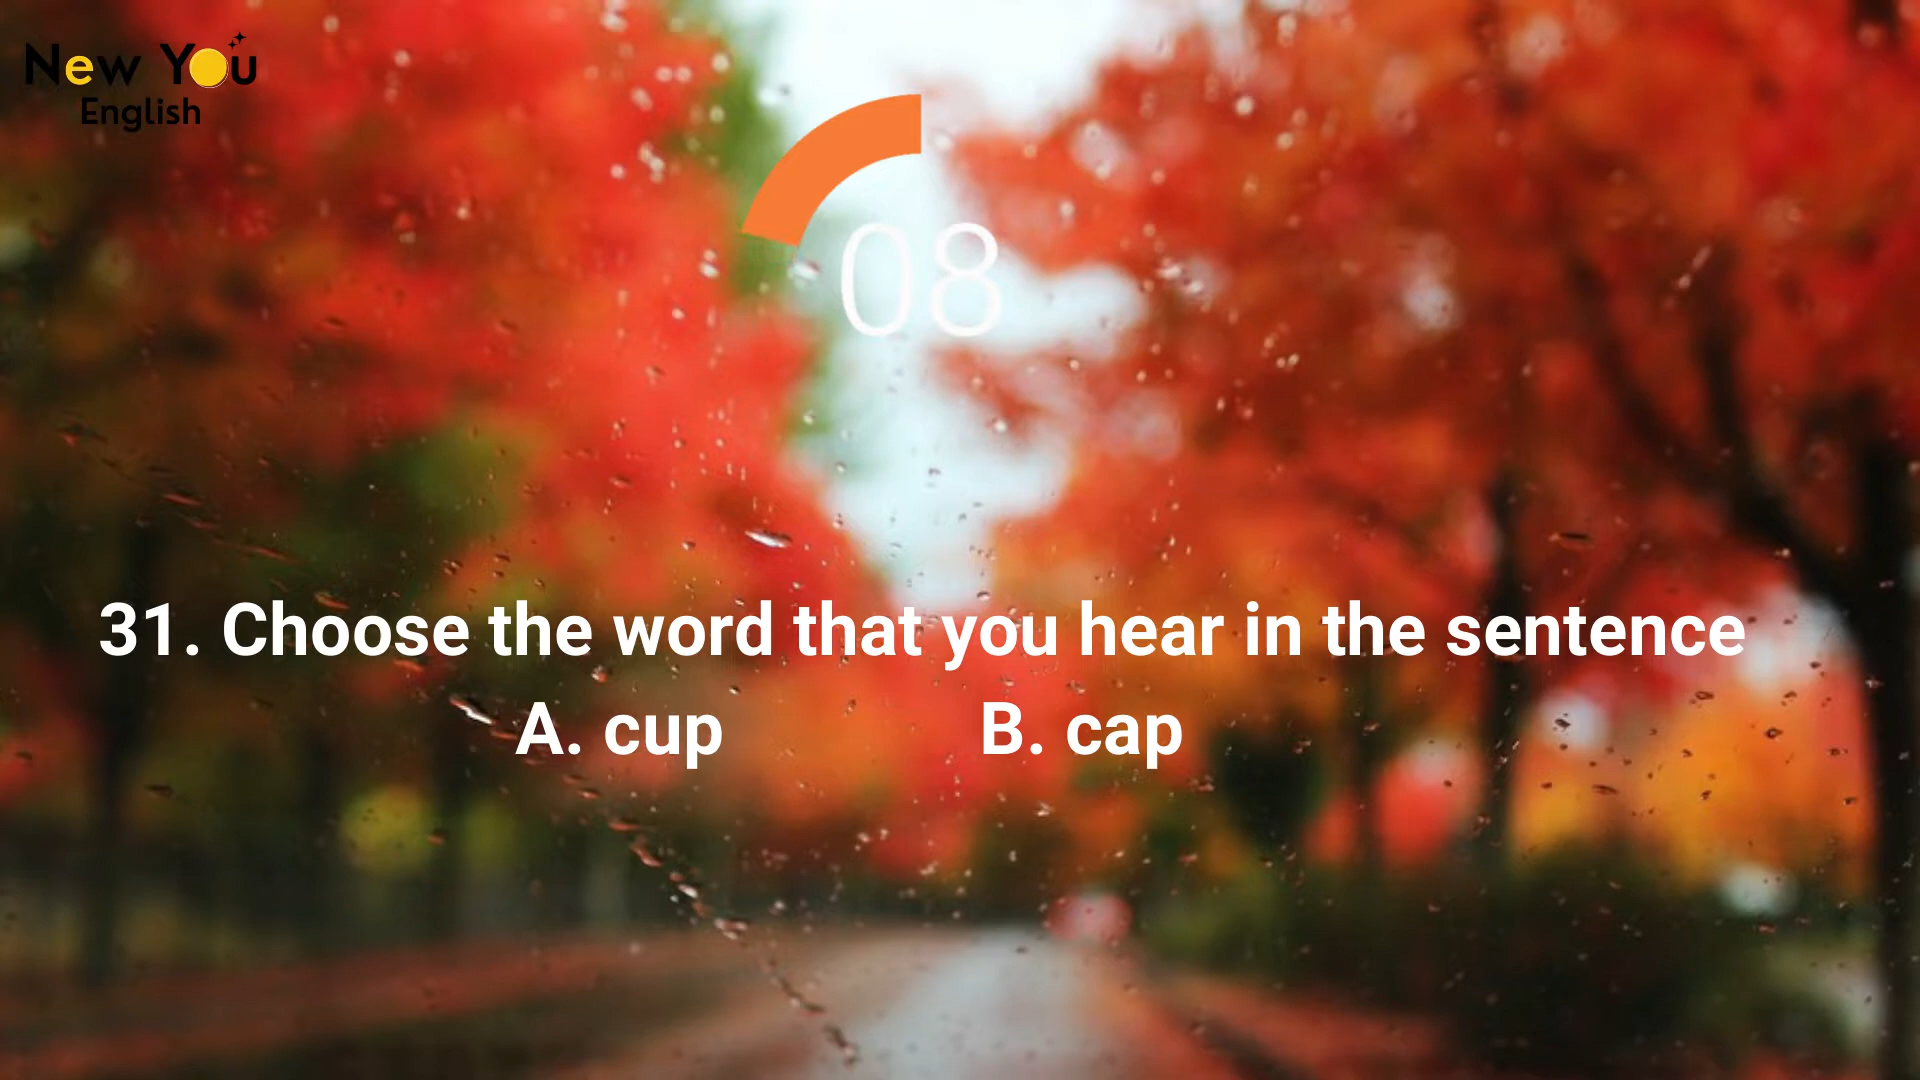 New You
English
08
31. Choose the word that you hear in the sentence
A. cup B. cap